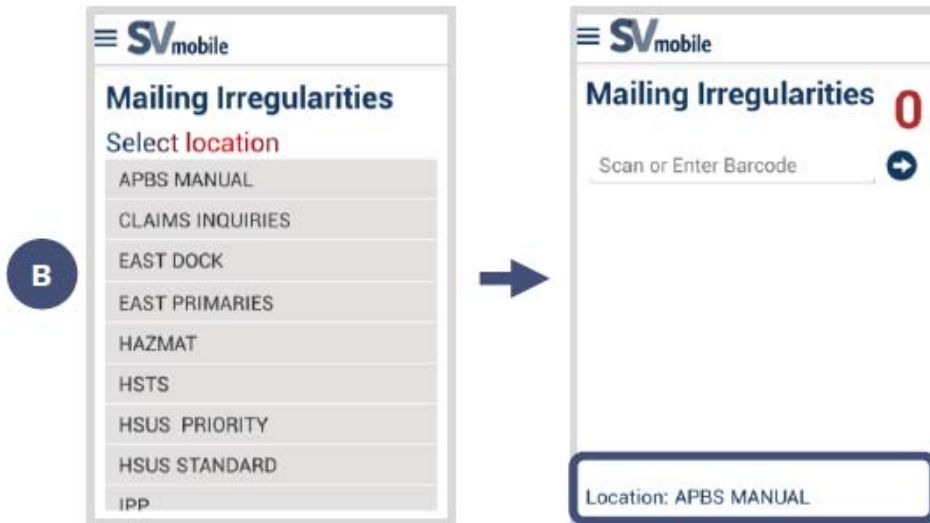 B
SVmobile
Mailing Irregularities
Select location
APBS MANUAL
CLAIMS INQUIRIES
EAST DOCK
EAST PRIMARIES
HAZMAT
HSTS
HSUS PRIORITY
HSUS STANDARD
IPP
SVmobile
Mailing Irregularities 0
Scan or Enter Barcode
Location: APBS MANUAL